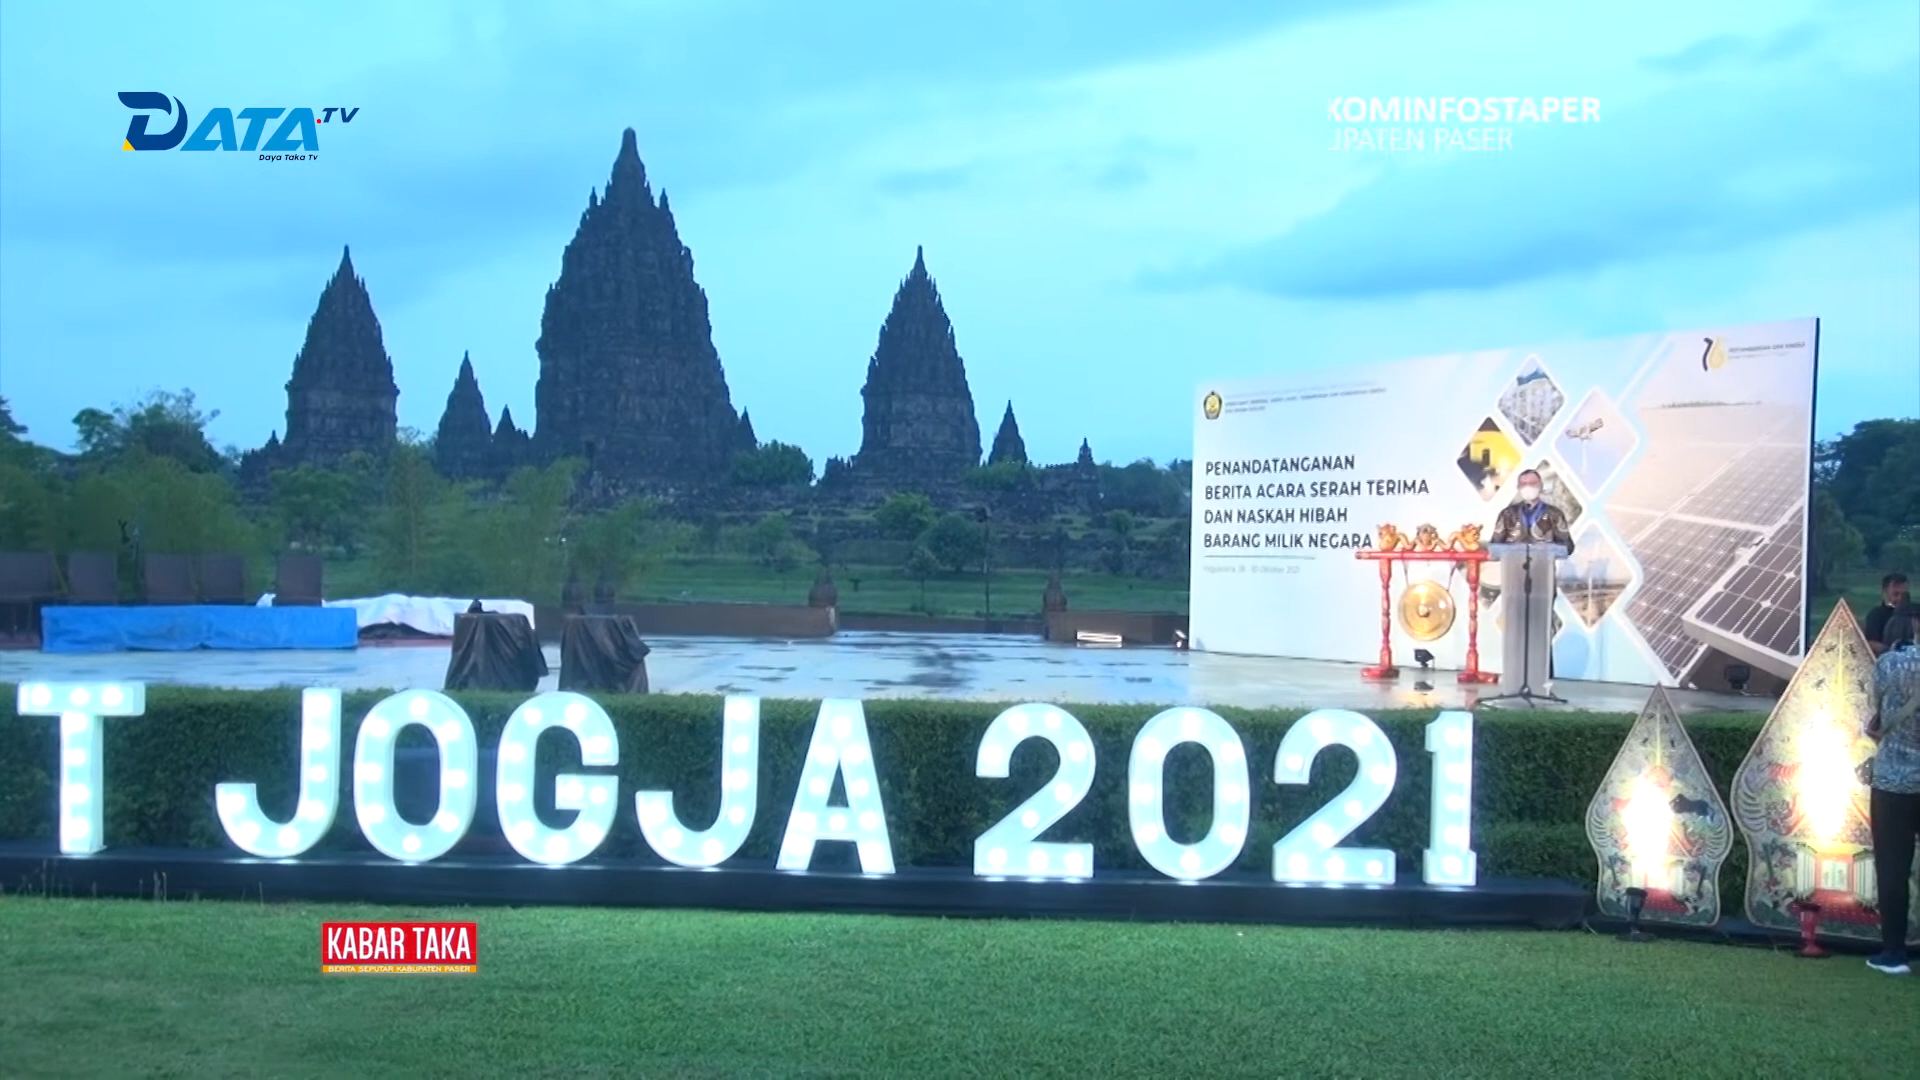 DATA.TV
Daya Taka Tv
KOMINFOSTAPER
UPATEN PASER
PENANDATANGANAN
BERITA ACARA SERAH TERIMA
DAN NASKAH HIBAH
BARANG MILIK NEGARA
T JOGJA 2021
KABAR TAKA
BERITA SEPUTAR KABUPATEN PASER